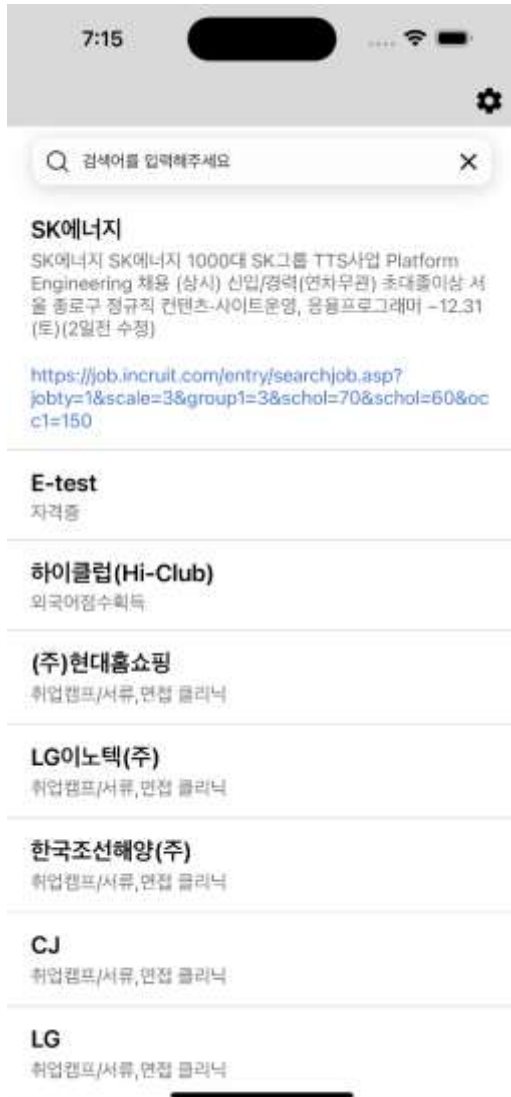 7:15
검색어를 입력해주세요
SK에너지
SK에너지 SK에너지 1000대 SK그룹 TTS사업 Platform
Engineering 채용 (상시) 신입/경력(연차무관) 초대졸이상 서
울 종로구 정규직 컨텐츠·사이트운영, 응용프로그래머 ~12.31
(토)(2일전 수정)
https://job.incruit.com/entry/searchjob.asp?
jobty=1&scale=3&group1=3&schol=70&schol=60&oc
c1=150
E-test
자격증
하이클럽(Hi-Club)
외국어점수획득
(주)현대홈쇼핑
취업캠프/서류,면접 클리닉
LG이노텍(주)
취업캠프/서류,면접 클리닉
한국조선해양(주)
취업캠프/서류,면접 클리닉
CJ
취업캠프/서류,면접 클리닉
LG
취업캠프/서류,면접 클리닉